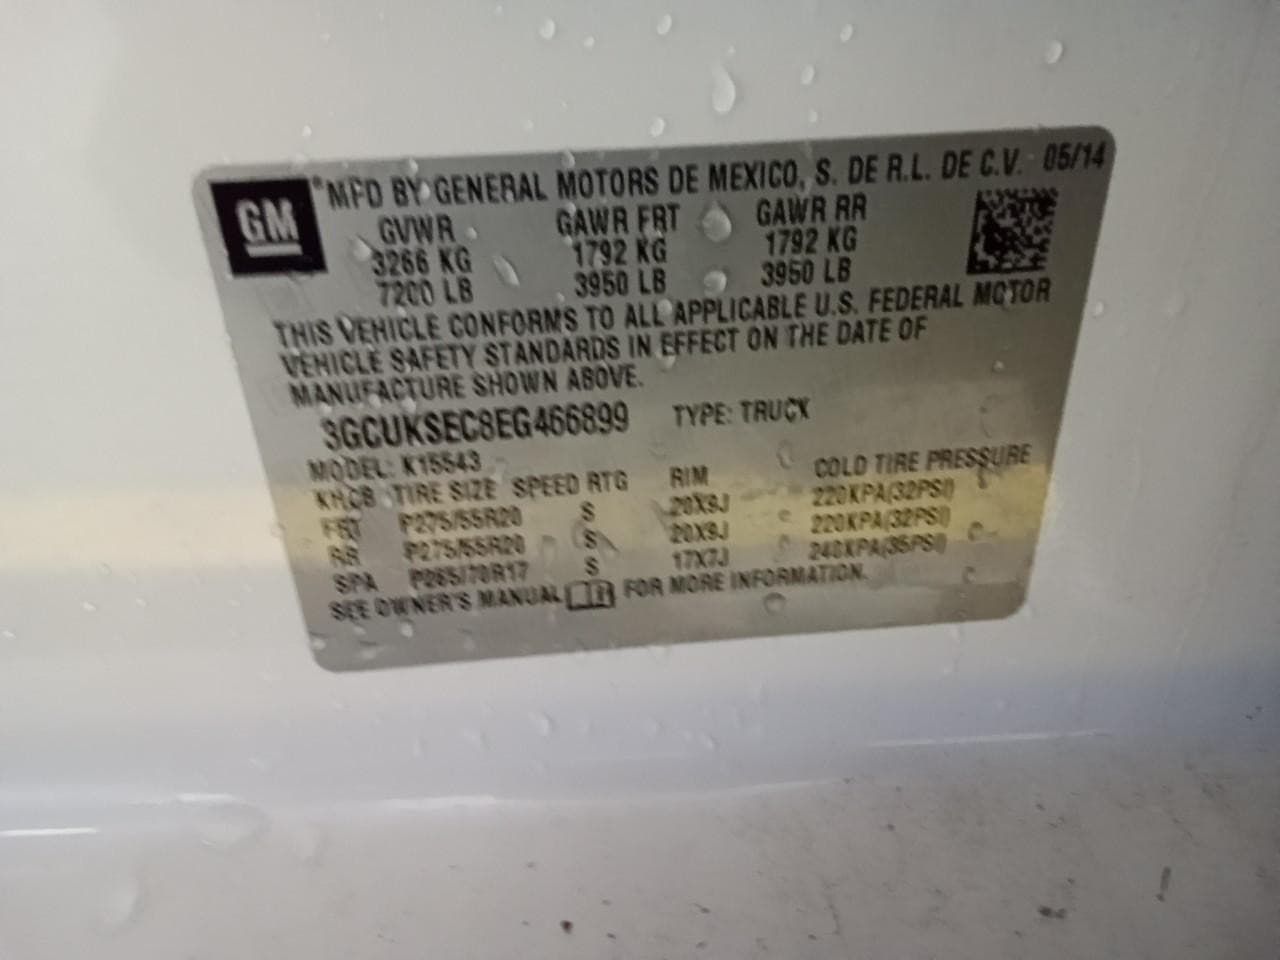 GM
®MFD BY GENERAL MOTORS DE MEXICO, S. DE R.L. DE C.V. 05/14
GVWR GAWR FRT GAWR RR
3266 KG 1792 KG 1792 KG
7200 LB 3950 LB 3950 LB
THIS VEHICLE CONFORMS TO ALL APPLICABLE U.S. FEDERAL MOTOR
VEHICLE SAFETY STANDARDS IN EFFECT ON THE DATE OF
MANUFACTURE SHOWN ABOVE.
3GCUKSEC8EG466899 TYPE: TRUCK
MODEL: K15543
KHCB TIRE SIZE SPEED RTG RIM COLD TIRE PRESSURE
FRT P275/55R20 S 20X9J 220KPA(32PSI)
RR P275/55R20 S 20X9J 220KPA(32PSI)
SPA P265/70R17 S 17X7J 240KPA(35PSI)
SEE OWNER'S MANUAL FOR MORE INFORMATION.